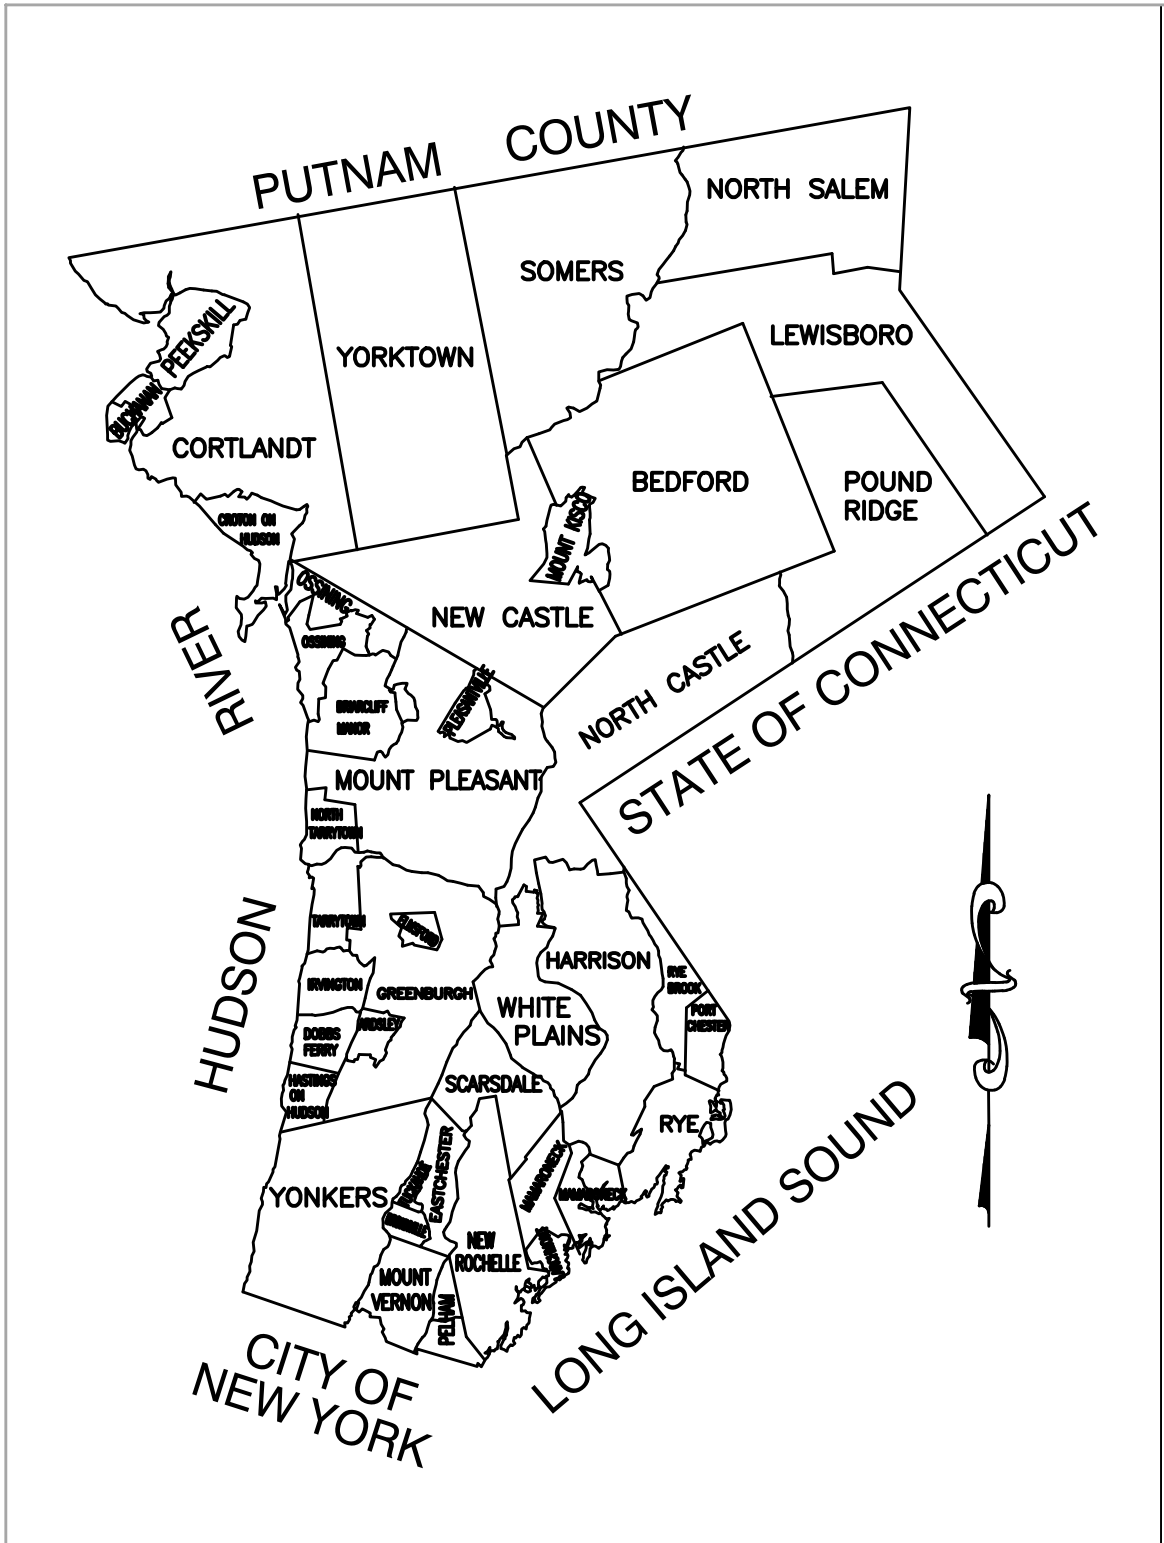 PUTNAM COUNTY
NORTH SALEM
SOMERS
LEWISBORO
PEEKSKILL
YORKTOWN
BUCHANAN
CORTLANDT
BEDFORD
POUND
RIDGE
CROTON ON
HUDSON
MOUNT KISCO
OSSINING
NEW CASTLE
OSSINING
NORTH CASTLE
STATE OF CONNECTICUT
HUDSON RIVER
BRIARCLIFF
MANOR
PLEASANTVILLE
MOUNT PLEASANT
NORTH
TARRYTOWN
TARRYTOWN
ELMSFORD
HARRISON
RYE
BROOK
IRVINGTON
GREENBURGH
WHITE
PLAINS
PORT
CHESTER
DOBBS
FERRY
ARDSLEY
HASTINGS
ON
HUDSON
SCARSDALE
RYE
EASTCHESTER
MAMARONECK
MAMARONECK
YONKERS
NEW
ROCHELLE
MOUNT
VERNON
PELHAM
LONG ISLAND SOUND
CITY OF
NEW YORK